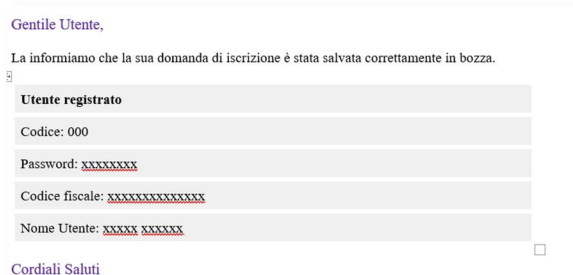 Gentile Utente,
La informiamo che la sua domanda di iscrizione è stata salvata correttamente in bozza.
Utente registrato
Codice: 000
Password: xxxxxxxx
Codice fiscale: xxxxxxxxxxxxxx
Nome Utente: xxxxx xxxxxx
Cordiali Saluti